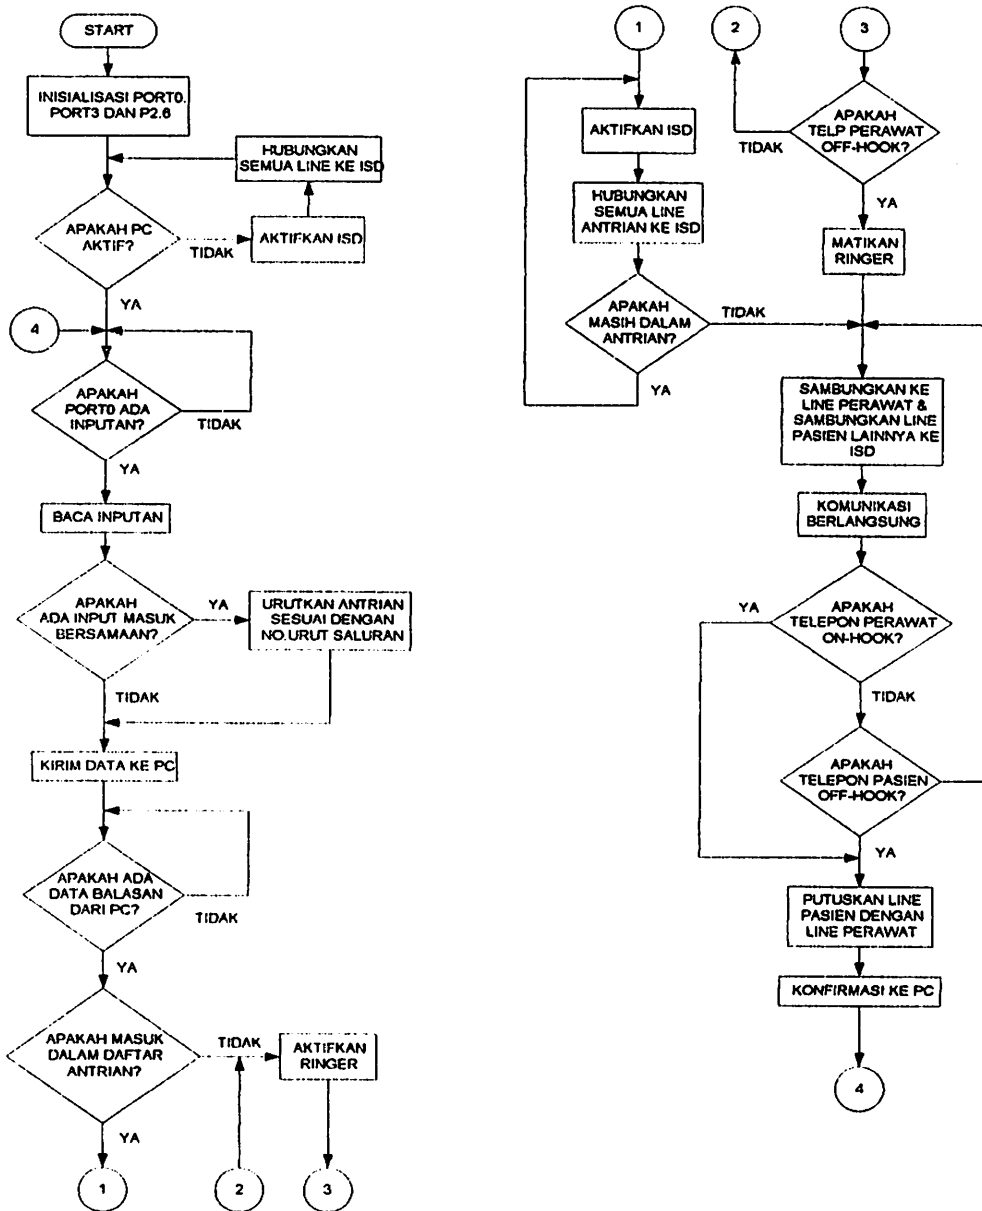 START
INISIALISASI PORT0,
PORT3 DAN P2.6
HUBUNGKAN
SEMUA LINE KE ISD
APAKAH PC
AKTIF?
TIDAK
AKTIFKAN ISD
YA
4
APAKAH
PORT0 ADA
INPUTAN?
TIDAK
YA
BACA INPUTAN
APAKAH
ADA INPUT MASUK
BERSAMAAN?
YA
URUTKAN ANTRIAN
SESUAI DENGAN
NO.URUT SALURAN
TIDAK
KIRIM DATA KE PC
APAKAH ADA
DATA BALASAN
DARI PC?
TIDAK
YA
APAKAH MASUK
DALAM DAFTAR
ANTRIAN?
TIDAK
AKTIFKAN
RINGER
YA
1
2
3
1
AKTIFKAN ISD
HUBUNGKAN
SEMUA LINE
ANTRIAN KE ISD
APAKAH
MASIH DALAM
ANTRIAN?
TIDAK
YA
2
3
APAKAH
TELP PERAWAT
OFF-HOOK?
TIDAK
YA
MATIKAN
RINGER
SAMBUNGKAN KE
LINE PERAWAT &
SAMBUNGKAN LINE
PASIEN LAINNYA KE
ISD
KOMUNIKASI
BERLANGSUNG
APAKAH
TELEPON PERAWAT
ON-HOOK?
YA
TIDAK
APAKAH
TELEPON PASIEN
OFF-HOOK?
YA
PUTUSKAN LINE
PASIEN DENGAN
LINE PERAWAT
KONFIRMASI KE PC
4